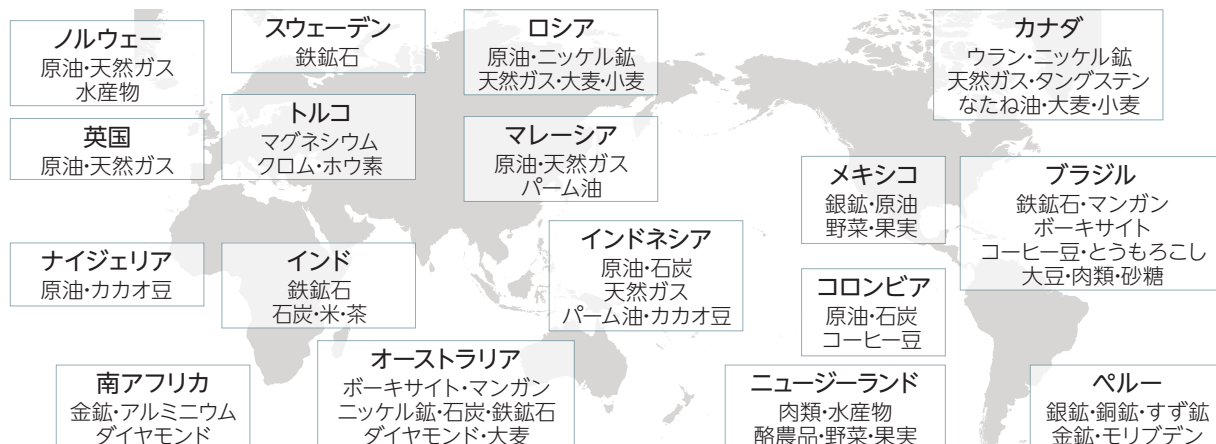 ノルウェー
原油・天然ガス
水産物
スウェーデン
鉄鉱石
ロシア
原油・ニッケル鉱
天然ガス・大麦・小麦
カナダ
ウラン・ニッケル鉱
天然ガス・タングステン
なたね油・大麦・小麦
英国
原油・天然ガス
トルコ
マグネシウム
クロム・ホウ素
マレーシア
原油・天然ガス
パーム油
メキシコ
銀鉱・原油
野菜・果実
ブラジル
鉄鉱石・マンガン
ボーキサイト
コーヒー豆・とうもろこし
大豆・肉類・砂糖
ナイジェリア
原油・カカオ豆
インド
鉄鉱石
石炭・米・茶
インドネシア
原油・石炭
天然ガス
パーム油・カカオ豆
コロンビア
原油・石炭
コーヒー豆
南アフリカ
金鉱・アルミニウム
ダイヤモンド
オーストラリア
ボーキサイト・マンガン
ニッケル鉱・石炭・鉄鉱石
ダイヤモンド・大麦
ニュージーランド
肉類・水産物
酪農品・野菜・果実
ペルー
銀鉱・銅鉱・すず鉱
金鉱・モリブデン